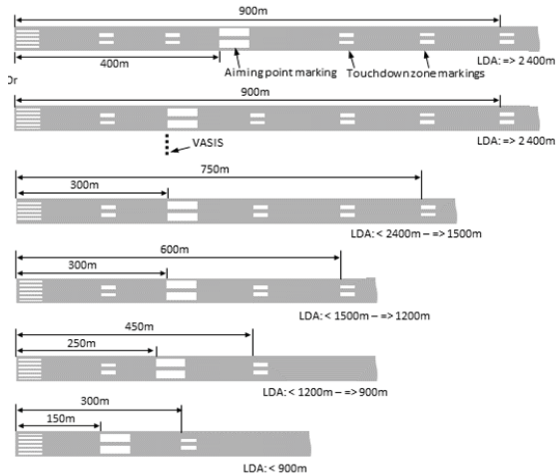 900m
400m
Aiming point marking
Touchdown zone markings
LDA: => 2 400m
Or
900m
VASIS
LDA: => 2 400m
750m
300m
LDA: < 2400m – => 1500m
600m
300m
LDA: < 1500m – => 1200m
450m
250m
LDA: < 1200m – => 900m
300m
150m
LDA: < 900m